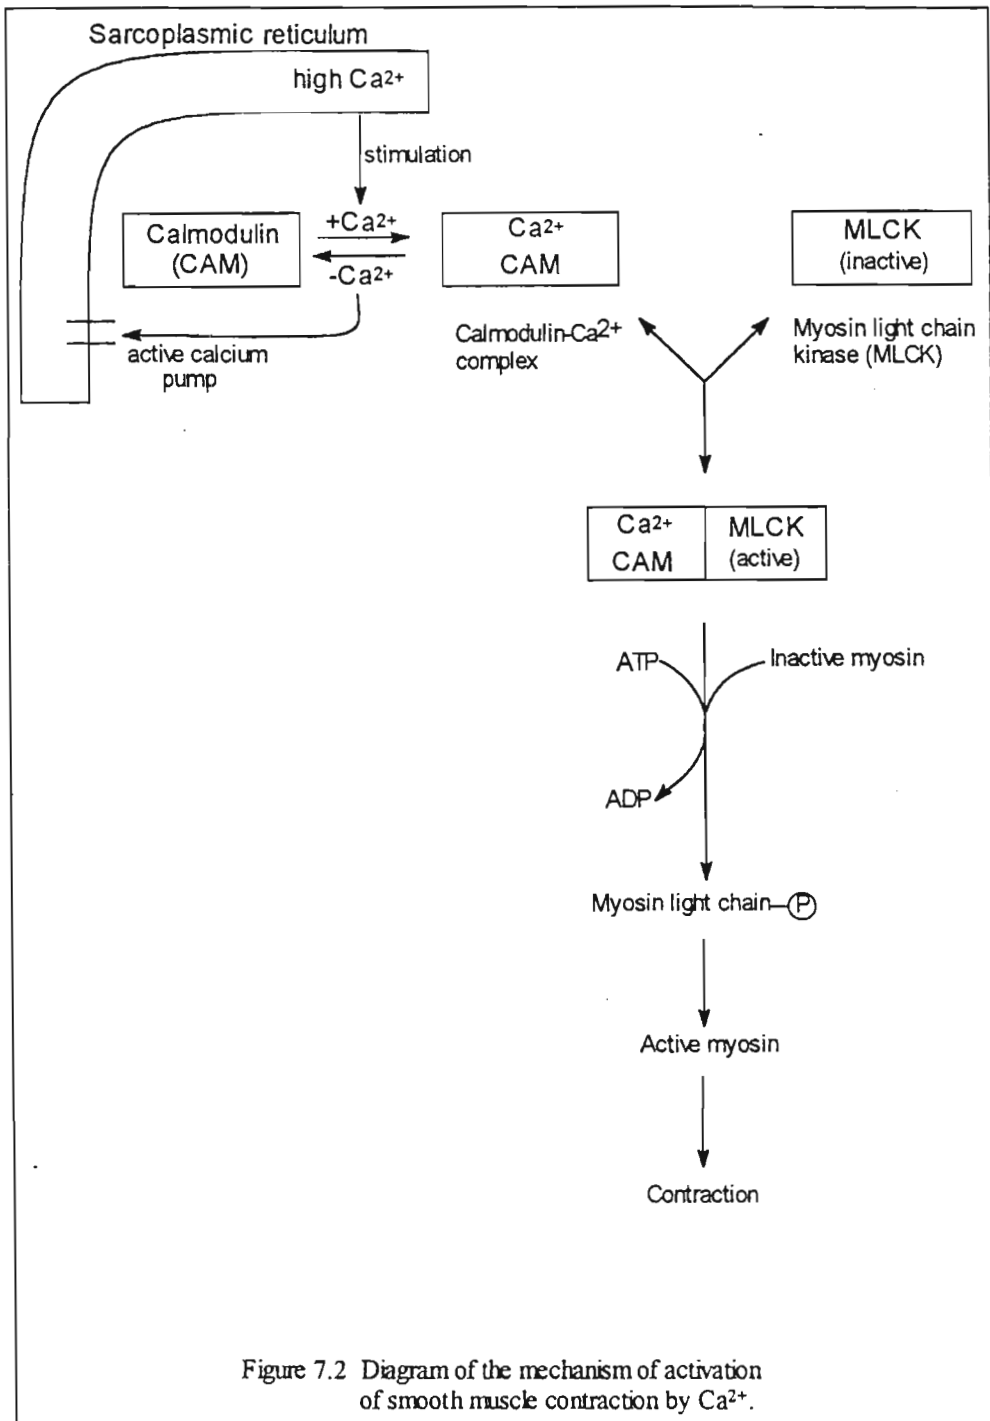 Sarcoplasmic reticulum
high Ca²⁺
stimulation
Calmodulin
(CAM)
+Ca²⁺
-Ca²⁺
Ca²⁺
CAM
MLCK
(inactive)
active calcium
pump
Calmodulin-Ca²⁺
complex
Myosin light chain
kinase (MLCK)
Ca²⁺
CAM
MLCK
(active)
ATP
Inactive myosin
ADP
Myosin light chain-P
Active myosin
Contraction
Figure 7.2 Diagram of the mechanism of activation
of smooth muscle contraction by Ca²⁺.